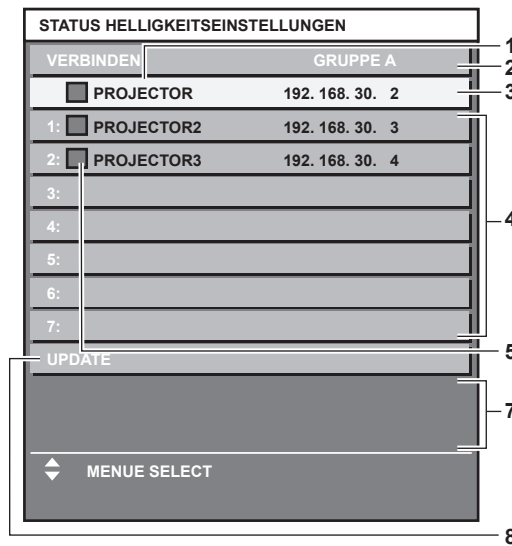 STATUS HELLIGKEITSEINSTELLUNGEN
VERBINDEN GRUPPE A
PROJECTOR 192. 168. 30. 2
1: PROJECTOR2 192. 168. 30. 3
2: PROJECTOR3 192. 168. 30. 4
3:
4:
5:
6:
7:
UPDATE
MENUE SELECT
1
2
3
4
5
7
8